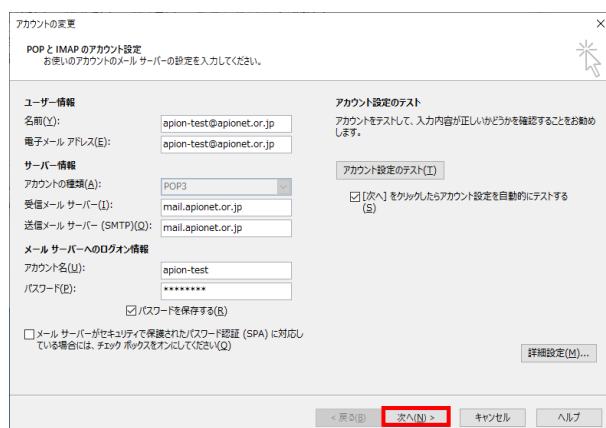 アカウントの変更
POP と IMAP のアカウント設定
お使いのアカウントのメール サーバーの設定を入力してください。
ユーザー情報
名前(Y): apion-test@apionet.or.jp
電子メール アドレス(E): apion-test@apionet.or.jp
サーバー情報
アカウントの種類(A): POP3
受信メール サーバー(I): mail.apionet.or.jp
送信メール サーバー (SMTP)(O): mail.apionet.or.jp
メール サーバーへのログオン情報
アカウント名(U): apion-test
パスワード(P): ********
パスワードを保存する(R)
メール サーバーがセキュリティで保護されたパスワード認証 (SPA) に対応し
ている場合には、チェック ボックスをオンにしてください(Q)
アカウント設定のテスト
アカウントをテストして、入力内容が正しいかどうかを確認することをお勧め
します。
アカウント設定のテスト(T)
[次へ] をクリックしたらアカウント設定を自動的にテストする
(S)
詳細設定(M)...
< 戻る(B) 次へ(N) > キャンセル ヘルプ